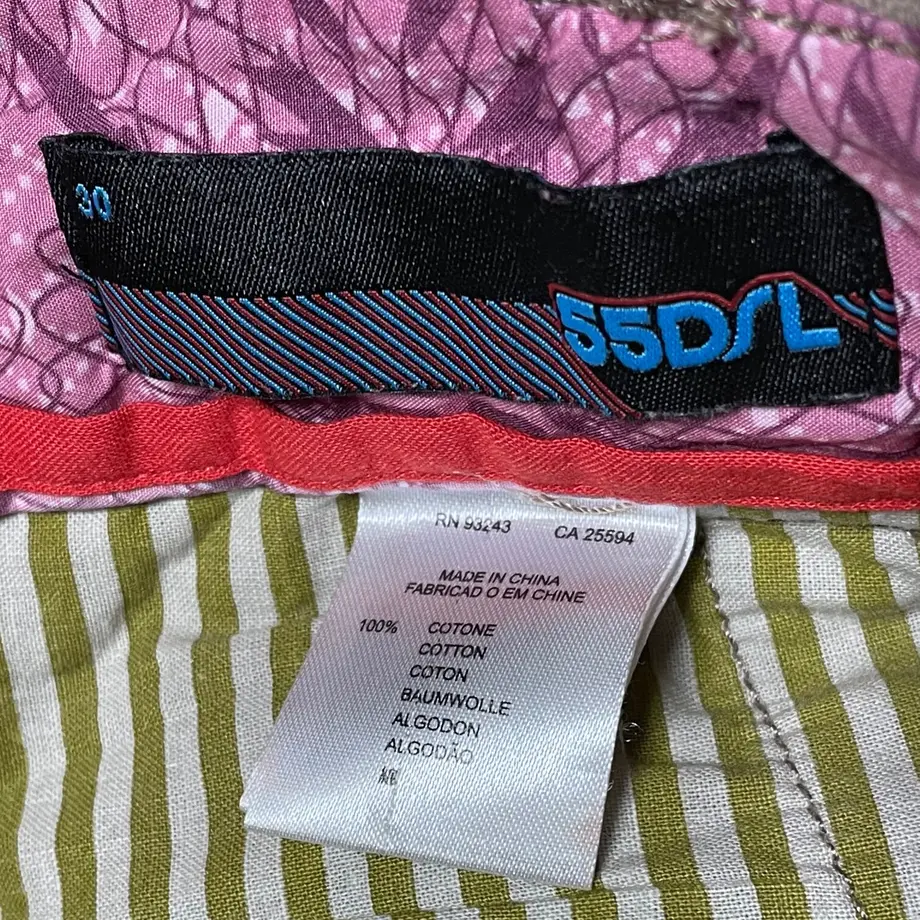 30
55DSL
RN 93243 CA 25594
MADE IN CHINA
FABRICAD O EM CHINE
100% COTONE
COTTON
COTON
BAUMWOLLE
ALGODON
ALGODÃO